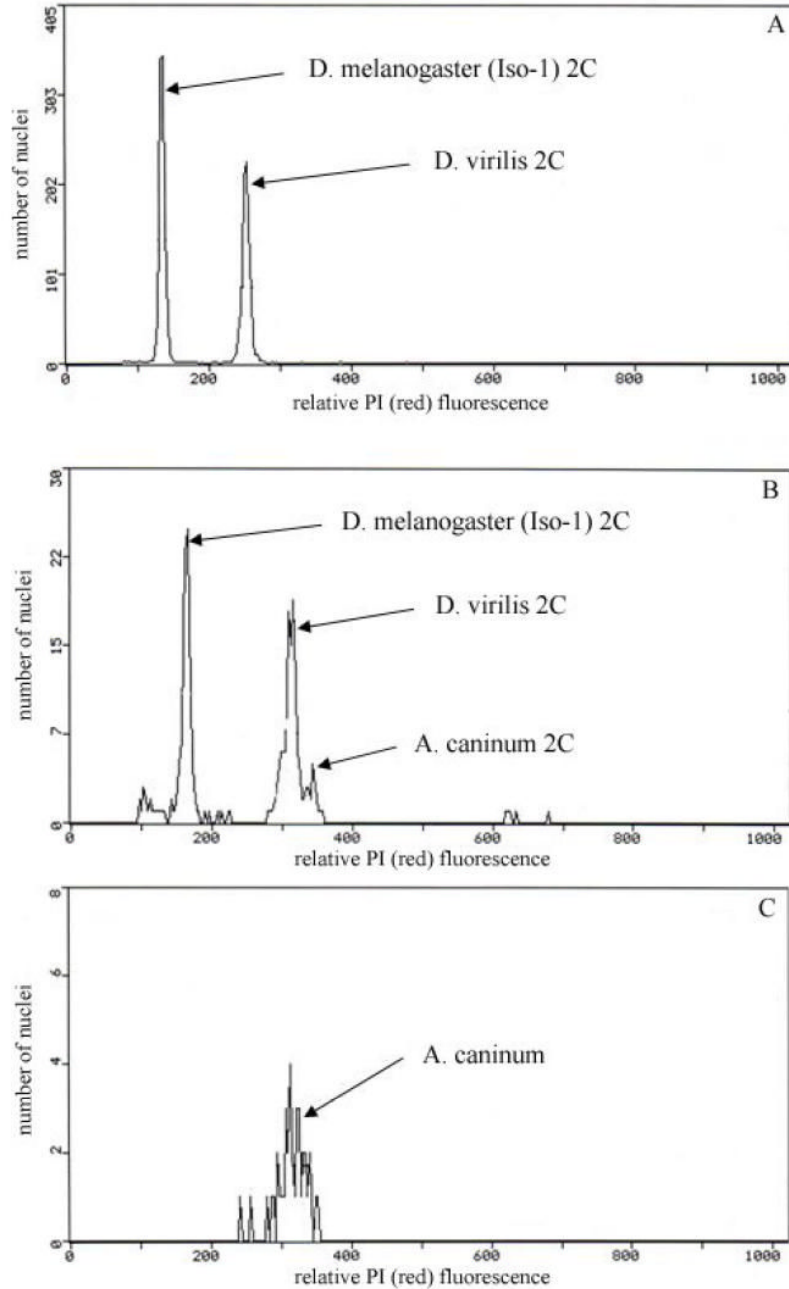 A
405
303
202
101
0
number of nuclei
D. melanogaster (Iso-1) 2C
D. virilis 2C
0 200 400 600 800 1000
relative PI (red) fluorescence
B
30
22
15
7
0
number of nuclei
D. melanogaster (Iso-1) 2C
D. virilis 2C
A. caninum 2C
0 200 400 600 800 1000
relative PI (red) fluorescence
C
8
6
4
2
0
number of nuclei
A. caninum
0 200 400 600 800 1000
relative PI (red) fluorescence